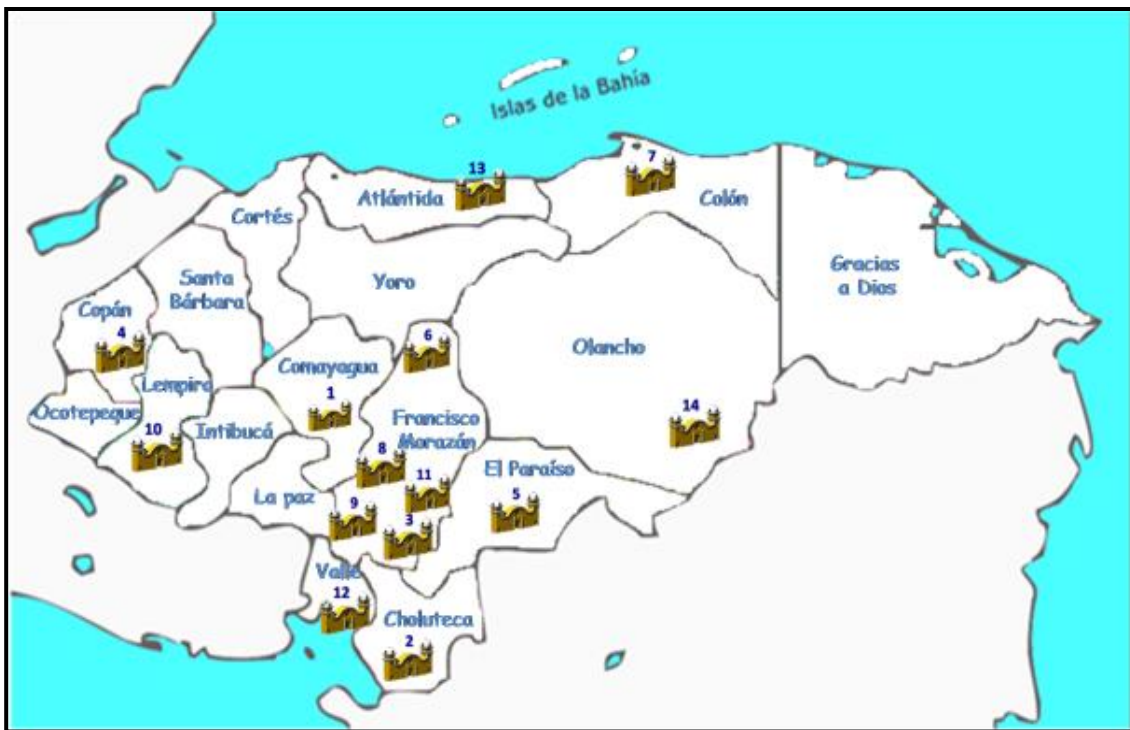 Islas de la Bahía
13
7
Atlántida
Colón
Cortés
Yoro
Gracias
a Dios
Santa
Bárbara
Copán
4
6
Olancho
Comayagua
Lempira
1
Ocotepeque
14
10
Intibucá
Francisco
Morazán
8
11
El Paraíso
La paz
9
5
3
Valle
12
Choluteca
2